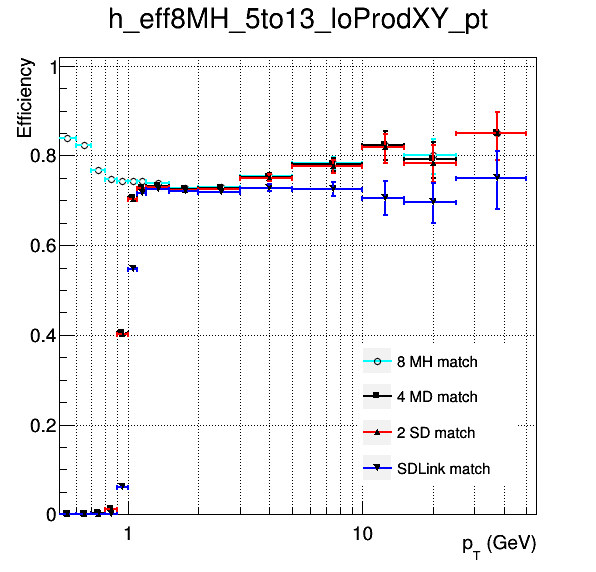 h_eff8MH_5to13_loProdXY_pt
Efficiency
1
0.8
0.6
0.4
0.2
0
8 MH match
4 MD match
2 SD match
SDLink match
1
10
p_T (GeV)